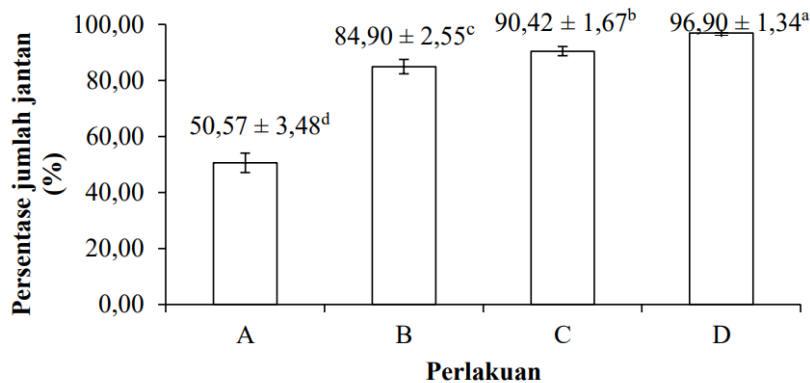 Persentase jumlah jantan
(%)
100,00
80,00
60,00
40,00
20,00
0,00
50,57 ± 3,48ᵈ
84,90 ± 2,55ᶜ
90,42 ± 1,67ᵇ
96,90 ± 1,34ᵃ
A
B
C
D
Perlakuan